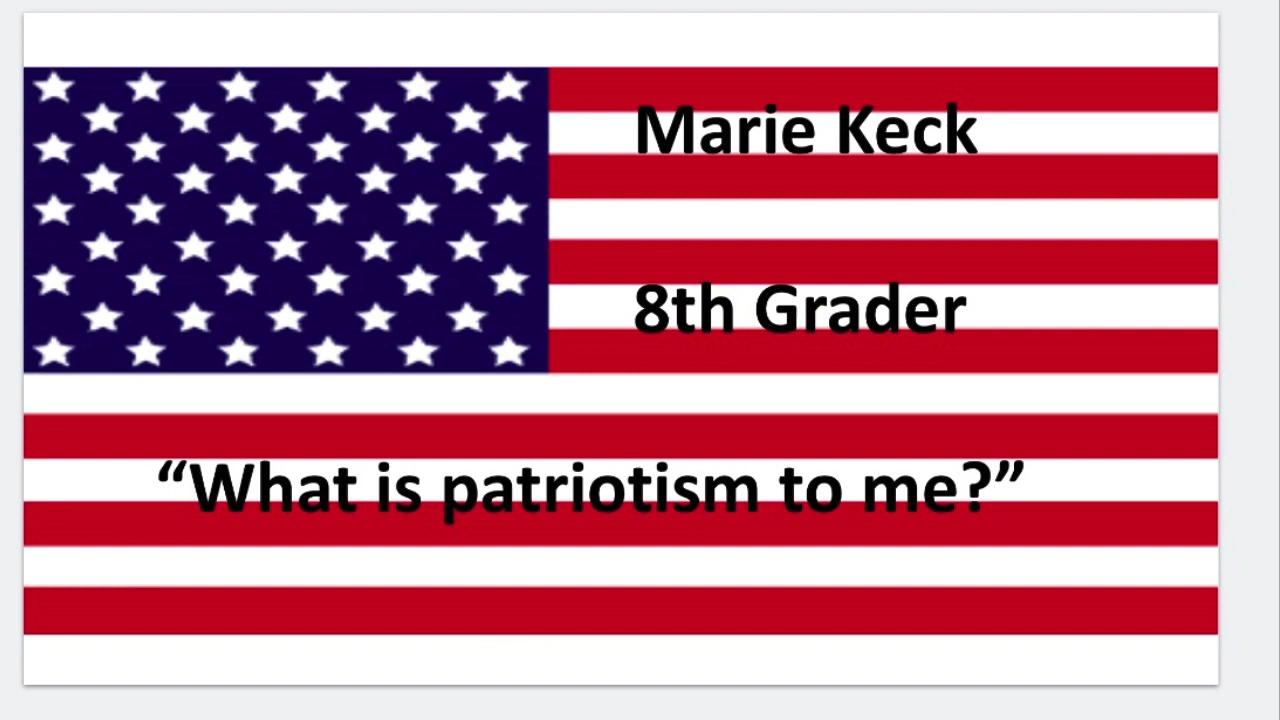 Marie Keck
8th Grader
“What is patriotism to me?”